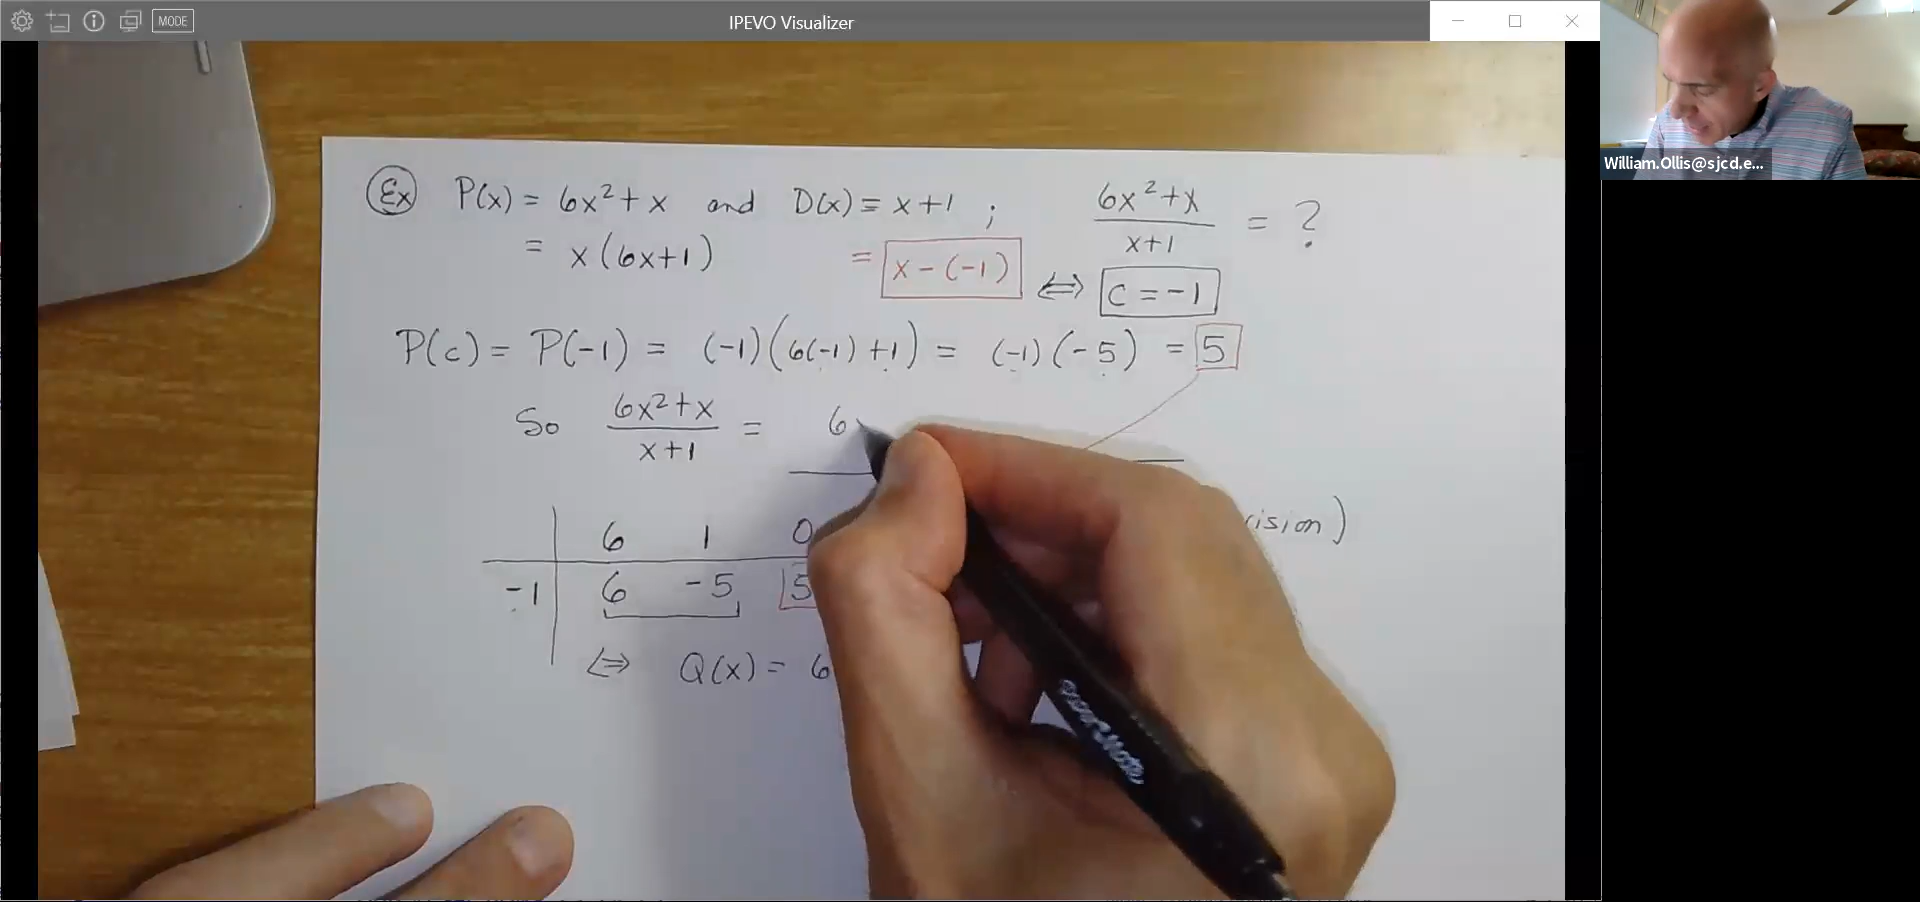 MODE
IPEVO Visualizer
William.Ollis@sjcd.e...
Ex P(x) = 6x² + x and D(x) = x+1 ; (6x²+x)/(x+1) = ?
= x(6x+1) = x-(-1) ⇔ c = -1
P(c) = P(-1) = (-1)(6(-1)+1) = (-1)(-5) = 5
So (6x²+x)/(x+1) = 6x
6 1 0 ision)
-1 6 -5 5
⇔ Q(x) = 6